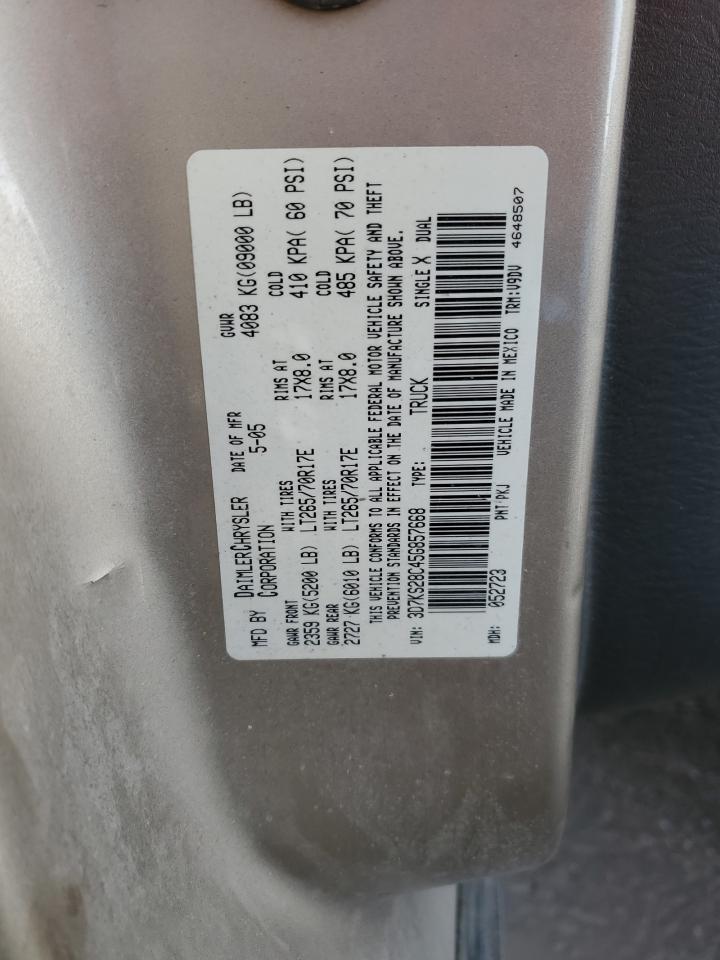 MFD BY DAIMLERCHRYSLER CORPORATION DATE OF MFR 5-05 GVWR 4083 KG(09000 LB)
GAWR FRONT WITH TIRES RIMS AT COLD
2359 KG(5200 LB) LT265/70R17E 17X8.0 410 KPA( 60 PSI)
GAWR REAR WITH TIRES RIMS AT COLD
2727 KG(6010 LB) LT265/70R17E 17X8.0 485 KPA( 70 PSI)
THIS VEHICLE CONFORMS TO ALL APPLICABLE FEDERAL MOTOR VEHICLE SAFETY AND THEFT
PREVENTION STANDARDS IN EFFECT ON THE DATE OF MANUFACTURE SHOWN ABOVE.
VIN: 3D7KS28C45G857668 TYPE: TRUCK SINGLE X DUAL
MDH: 052723 PNT:PKJ VEHICLE MADE IN MEXICO TRM:V9DV 4648507